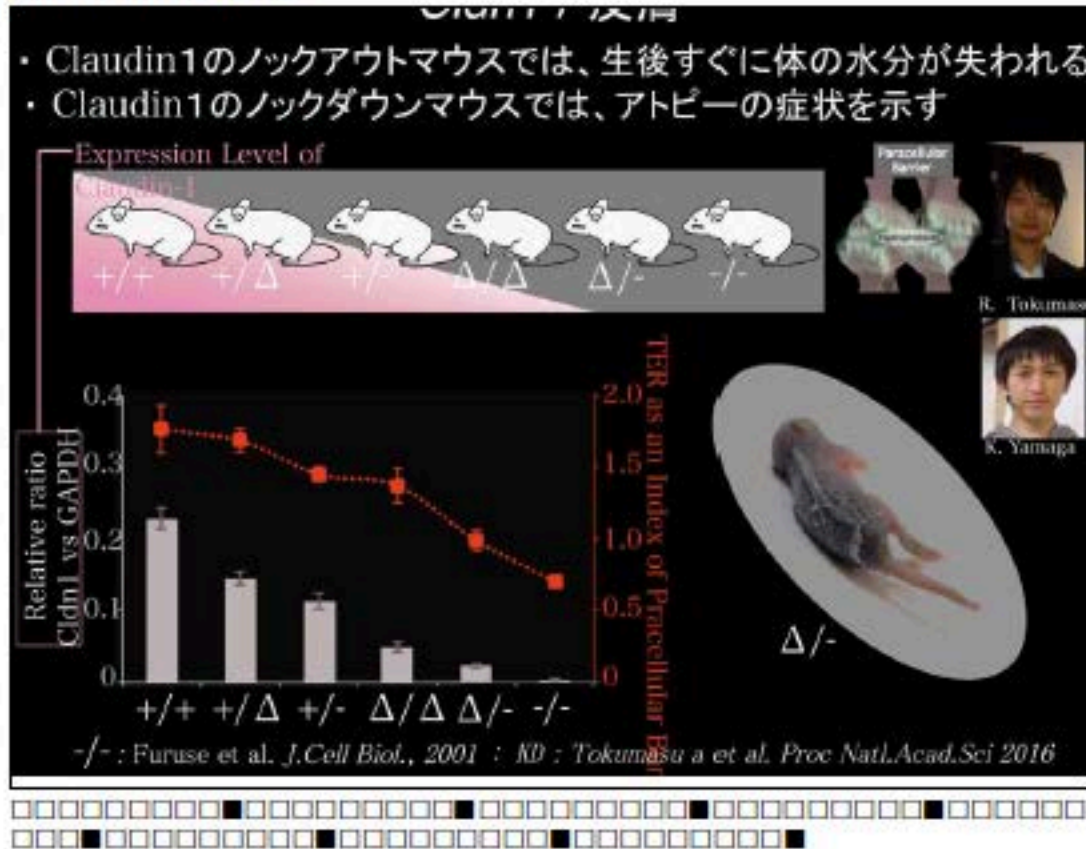 ・Claudin1のノックアウトマウスでは、生後すぐに体の水分が失われる
・Claudin1のノックダウンマウスでは、アトピーの症状を示す
Expression Level of
Claudin-1
Paracellular
Barrier
+/+ +/Δ +/- Δ/Δ Δ/- -/-
R. Tokumasu
K. Yamaga
TER as an Index of Pracellular Bar
Relative ratio
Cldn1 vs GAPDH
0.4
0.3
0.2
0.1
0
2.0
1.5
1.0
0.5
0
Δ/-
+/+ +/Δ +/- Δ/Δ Δ/- -/-
-/- : Furuse et al. J.Cell Biol., 2001 : KD : Tokumasu a et al. Proc Natl.Acad.Sci 2016